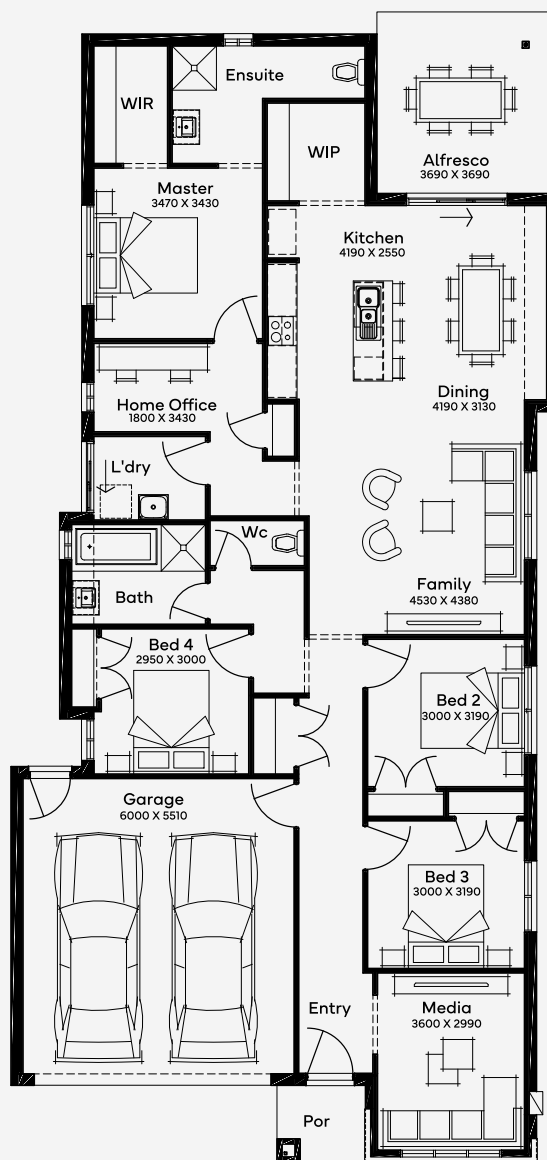 Ensuite
WIR
WIP
Alfresco
3690 X 3690
Master
3470 X 3430
Kitchen
4190 X 2550
Dining
4190 X 3130
Home Office
1800 X 3430
L'dry
Wc
Bath
Family
4530 X 4380
Bed 4
2950 X 3000
Bed 2
3000 X 3190
Garage
6000 X 5510
Bed 3
3000 X 3190
Entry
Media
3600 X 2990
Por